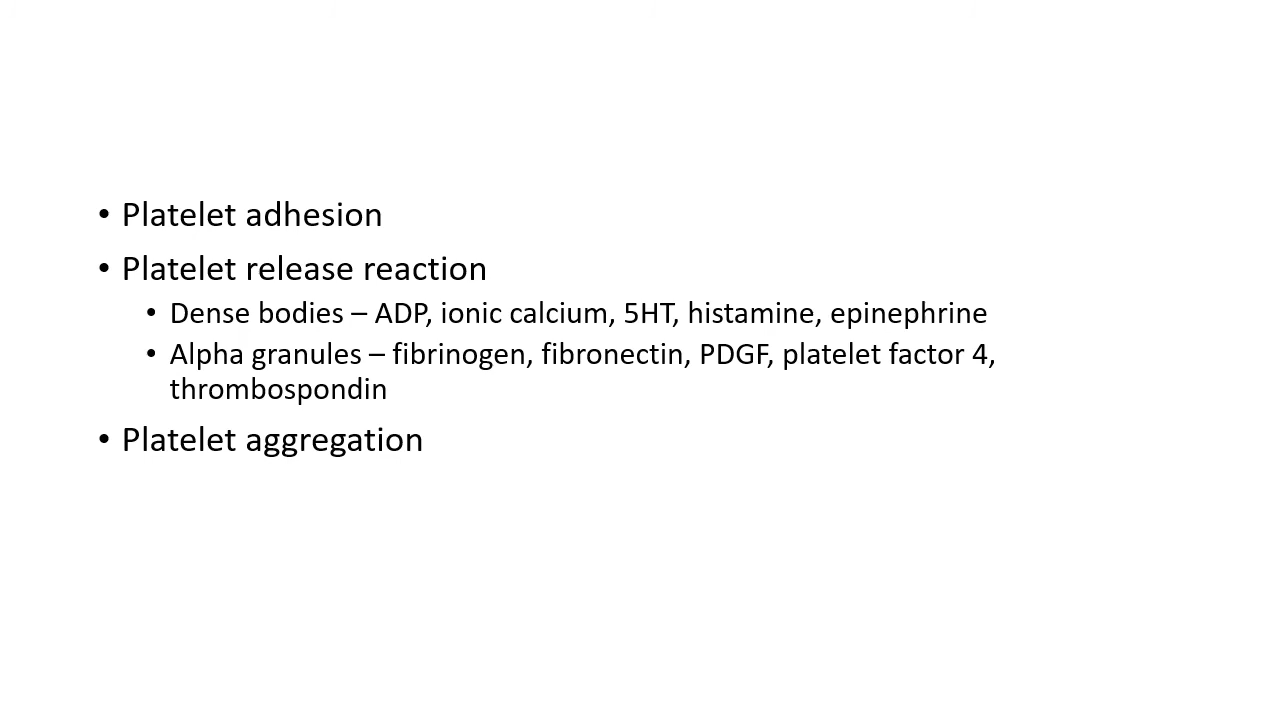 • Platelet adhesion
• Platelet release reaction
• Dense bodies – ADP, ionic calcium, 5HT, histamine, epinephrine
• Alpha granules – fibrinogen, fibronectin, PDGF, platelet factor 4,
thrombospondin
• Platelet aggregation